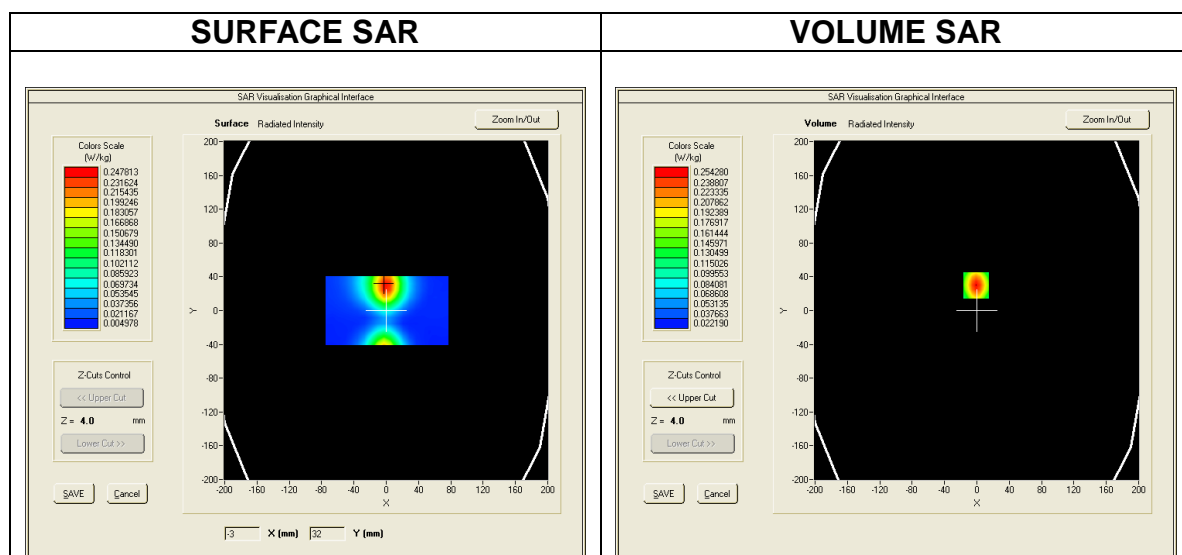 SURFACE SAR
VOLUME SAR
SAR Visualisation Graphical Interface
Surface Radiated Intensity
Zoom In/Out
Colors Scale
(W/kg)
0.247813
0.231624
0.215435
0.199246
0.183057
0.166868
0.150679
0.134490
0.118301
0.102112
0.085923
0.069734
0.053545
0.037356
0.021167
0.004978
200
160
120
80
40
0
-40
-80
-120
-160
-200
Y
-200 -160 -120 -80 -40 0 40 80 120 160 200
X
Z-Cuts Control
<< Upper Cut
Z = 4.0 mm
Lower Cut >>
SAVE Cancel
-3 X (mm) 32 Y (mm)
SAR Visualisation Graphical Interface
Volume Radiated Intensity
Zoom In/Out
Colors Scale
(W/kg)
0.254280
0.238807
0.223335
0.207862
0.192389
0.176917
0.161444
0.145971
0.130499
0.115026
0.099553
0.084081
0.068608
0.053135
0.037663
0.022190
200
160
120
80
40
0
-40
-80
-120
-160
-200
Y
-200 -160 -120 -80 -40 0 40 80 120 160 200
X
Z-Cuts Control
<< Upper Cut
Z = 4.0 mm
Lower Cut >>
SAVE Cancel